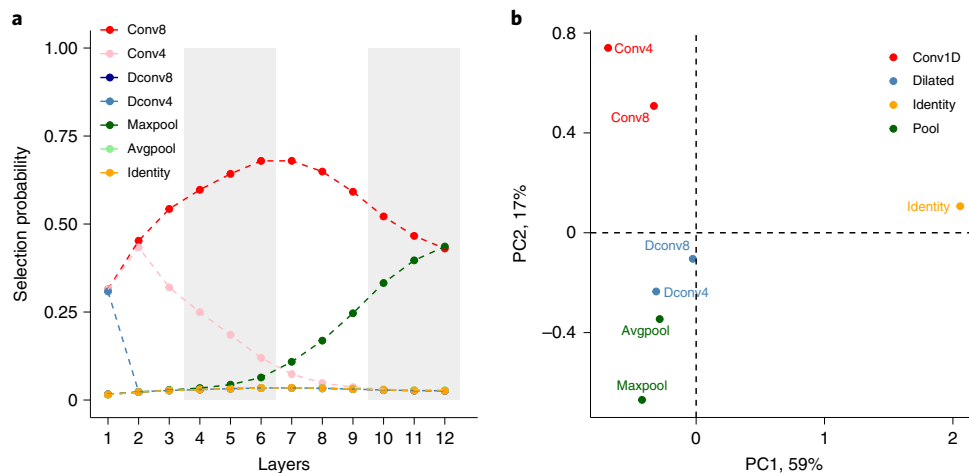 a
Conv8
Conv4
Dconv8
Dconv4
Maxpool
Avgpool
Identity
1.00
0.75
0.50
0.25
0
Selection probability
1 2 3 4 5 6 7 8 9 10 11 12
Layers
b
0.8
0.4
0
−0.4
PC2, 17%
Conv4
Conv8
Conv1D
Dilated
Identity
Pool
Identity
Dconv8
Dconv4
Avgpool
Maxpool
0 1 2
PC1, 59%